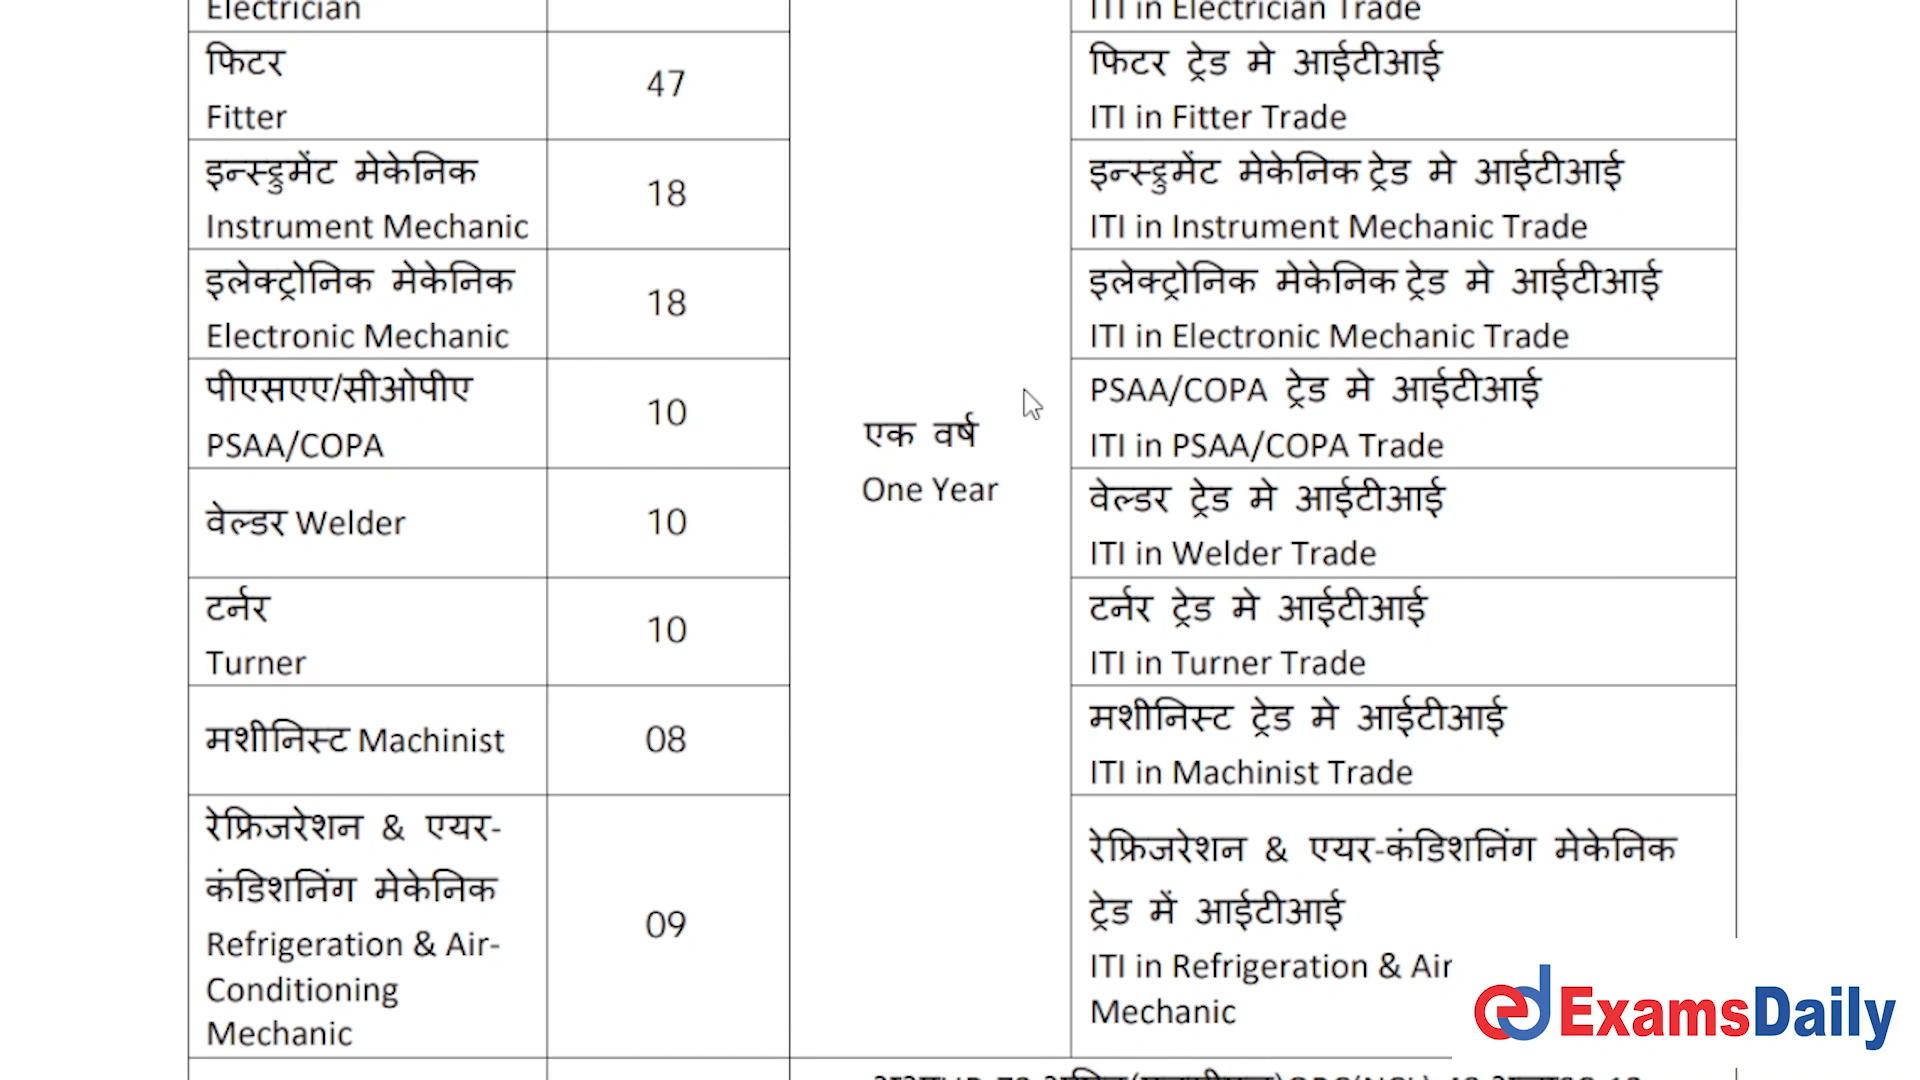 Electrician
ITI in Electrician Trade
फिटर
Fitter
47
फिटर ट्रेड मे आईटीआई
ITI in Fitter Trade
इन्स्ड्रुमेंट मेकेनिक
Instrument Mechanic
18
इन्स्ड्रुमेंट मेकेनिक ट्रेड मे आईटीआई
ITI in Instrument Mechanic Trade
इलेक्ट्रोनिक मेकेनिक
Electronic Mechanic
18
इलेक्ट्रोनिक मेकेनिक ट्रेड मे आईटीआई
ITI in Electronic Mechanic Trade
पीएसएए/सीओपीए
PSAA/COPA
10
एक वर्ष
One Year
PSAA/COPA ट्रेड मे आईटीआई
ITI in PSAA/COPA Trade
वेल्डर Welder
10
वेल्डर ट्रेड मे आईटीआई
ITI in Welder Trade
टर्नर
Turner
10
टर्नर ट्रेड मे आईटीआई
ITI in Turner Trade
मशीनिस्ट Machinist
08
मशीनिस्ट ट्रेड मे आईटीआई
ITI in Machinist Trade
रेफ्रिजरेशन & एयर-
कंडिशनिंग मेकेनिक
Refrigeration & Air-
Conditioning
Mechanic
09
रेफ्रिजरेशन & एयर-कंडिशनिंग मेकेनिक
ट्रेड में आईटीआई
ITI in Refrigeration & Air
Mechanic
ExamsDaily